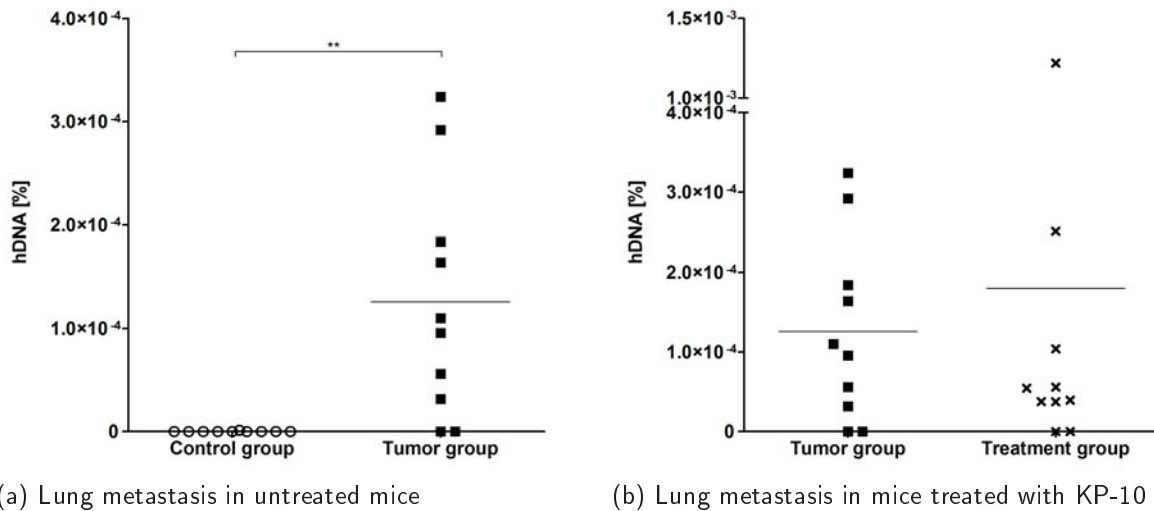 4.0×10⁻⁴
3.0×10⁻⁴
2.0×10⁻⁴
1.0×10⁻⁴
0
hDNA [%]
**
Control group
Tumor group
1.5×10⁻³
1.0×10⁻³
4.0×10⁻⁴
3.0×10⁻⁴
2.0×10⁻⁴
1.0×10⁻⁴
0
hDNA [%]
Tumor group
Treatment group
(a) Lung metastasis in untreated mice
(b) Lung metastasis in mice treated with KP-10